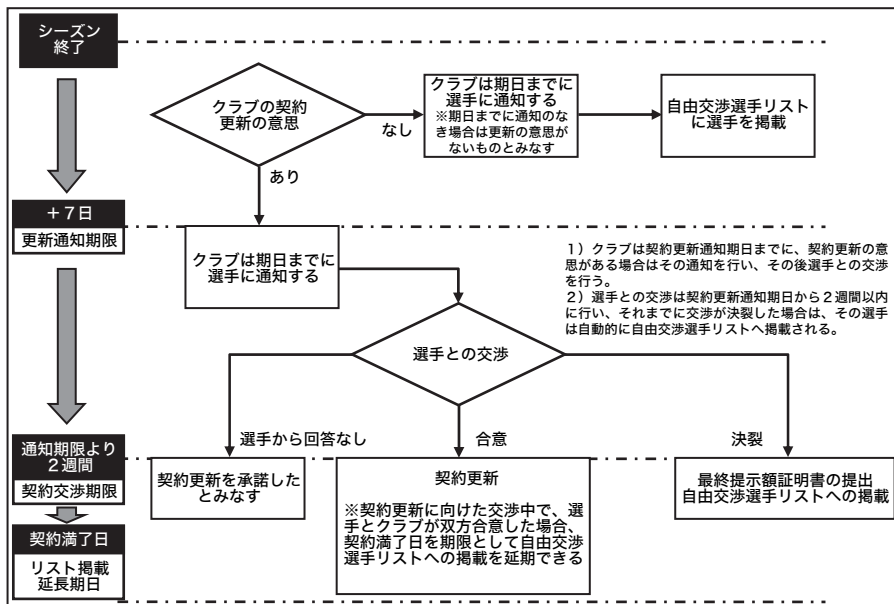 シーズン
終了
クラブの契約
更新の意思
なし
クラブは期日までに
選手に通知する
※期日までに通知のな
き場合は更新の意思が
ないものとみなす
自由交渉選手リスト
に選手を掲載
あり
+7日
更新通知期限
クラブは期日までに
選手に通知する
1）クラブは契約更新通知期日までに、契約更新の意
思がある場合はその通知を行い、その後選手との交渉
を行う。
2）選手との交渉は契約更新通知期日から2週間以内
に行い、それまでに交渉が決裂した場合は、その選手
は自動的に自由交渉選手リストへ掲載される。
選手との交渉
選手から回答なし
合意
決裂
通知期限より
2週間
契約交渉期限
契約更新を承諾した
とみなす
契約更新
※契約更新に向けた交渉中で、選
手とクラブが双方合意した場合、
契約満了日を期限として自由交渉
選手リストへの掲載を延期できる
最終提示額証明書の提出
自由交渉選手リストへの掲載
契約満了日
リスト掲載
延長期日